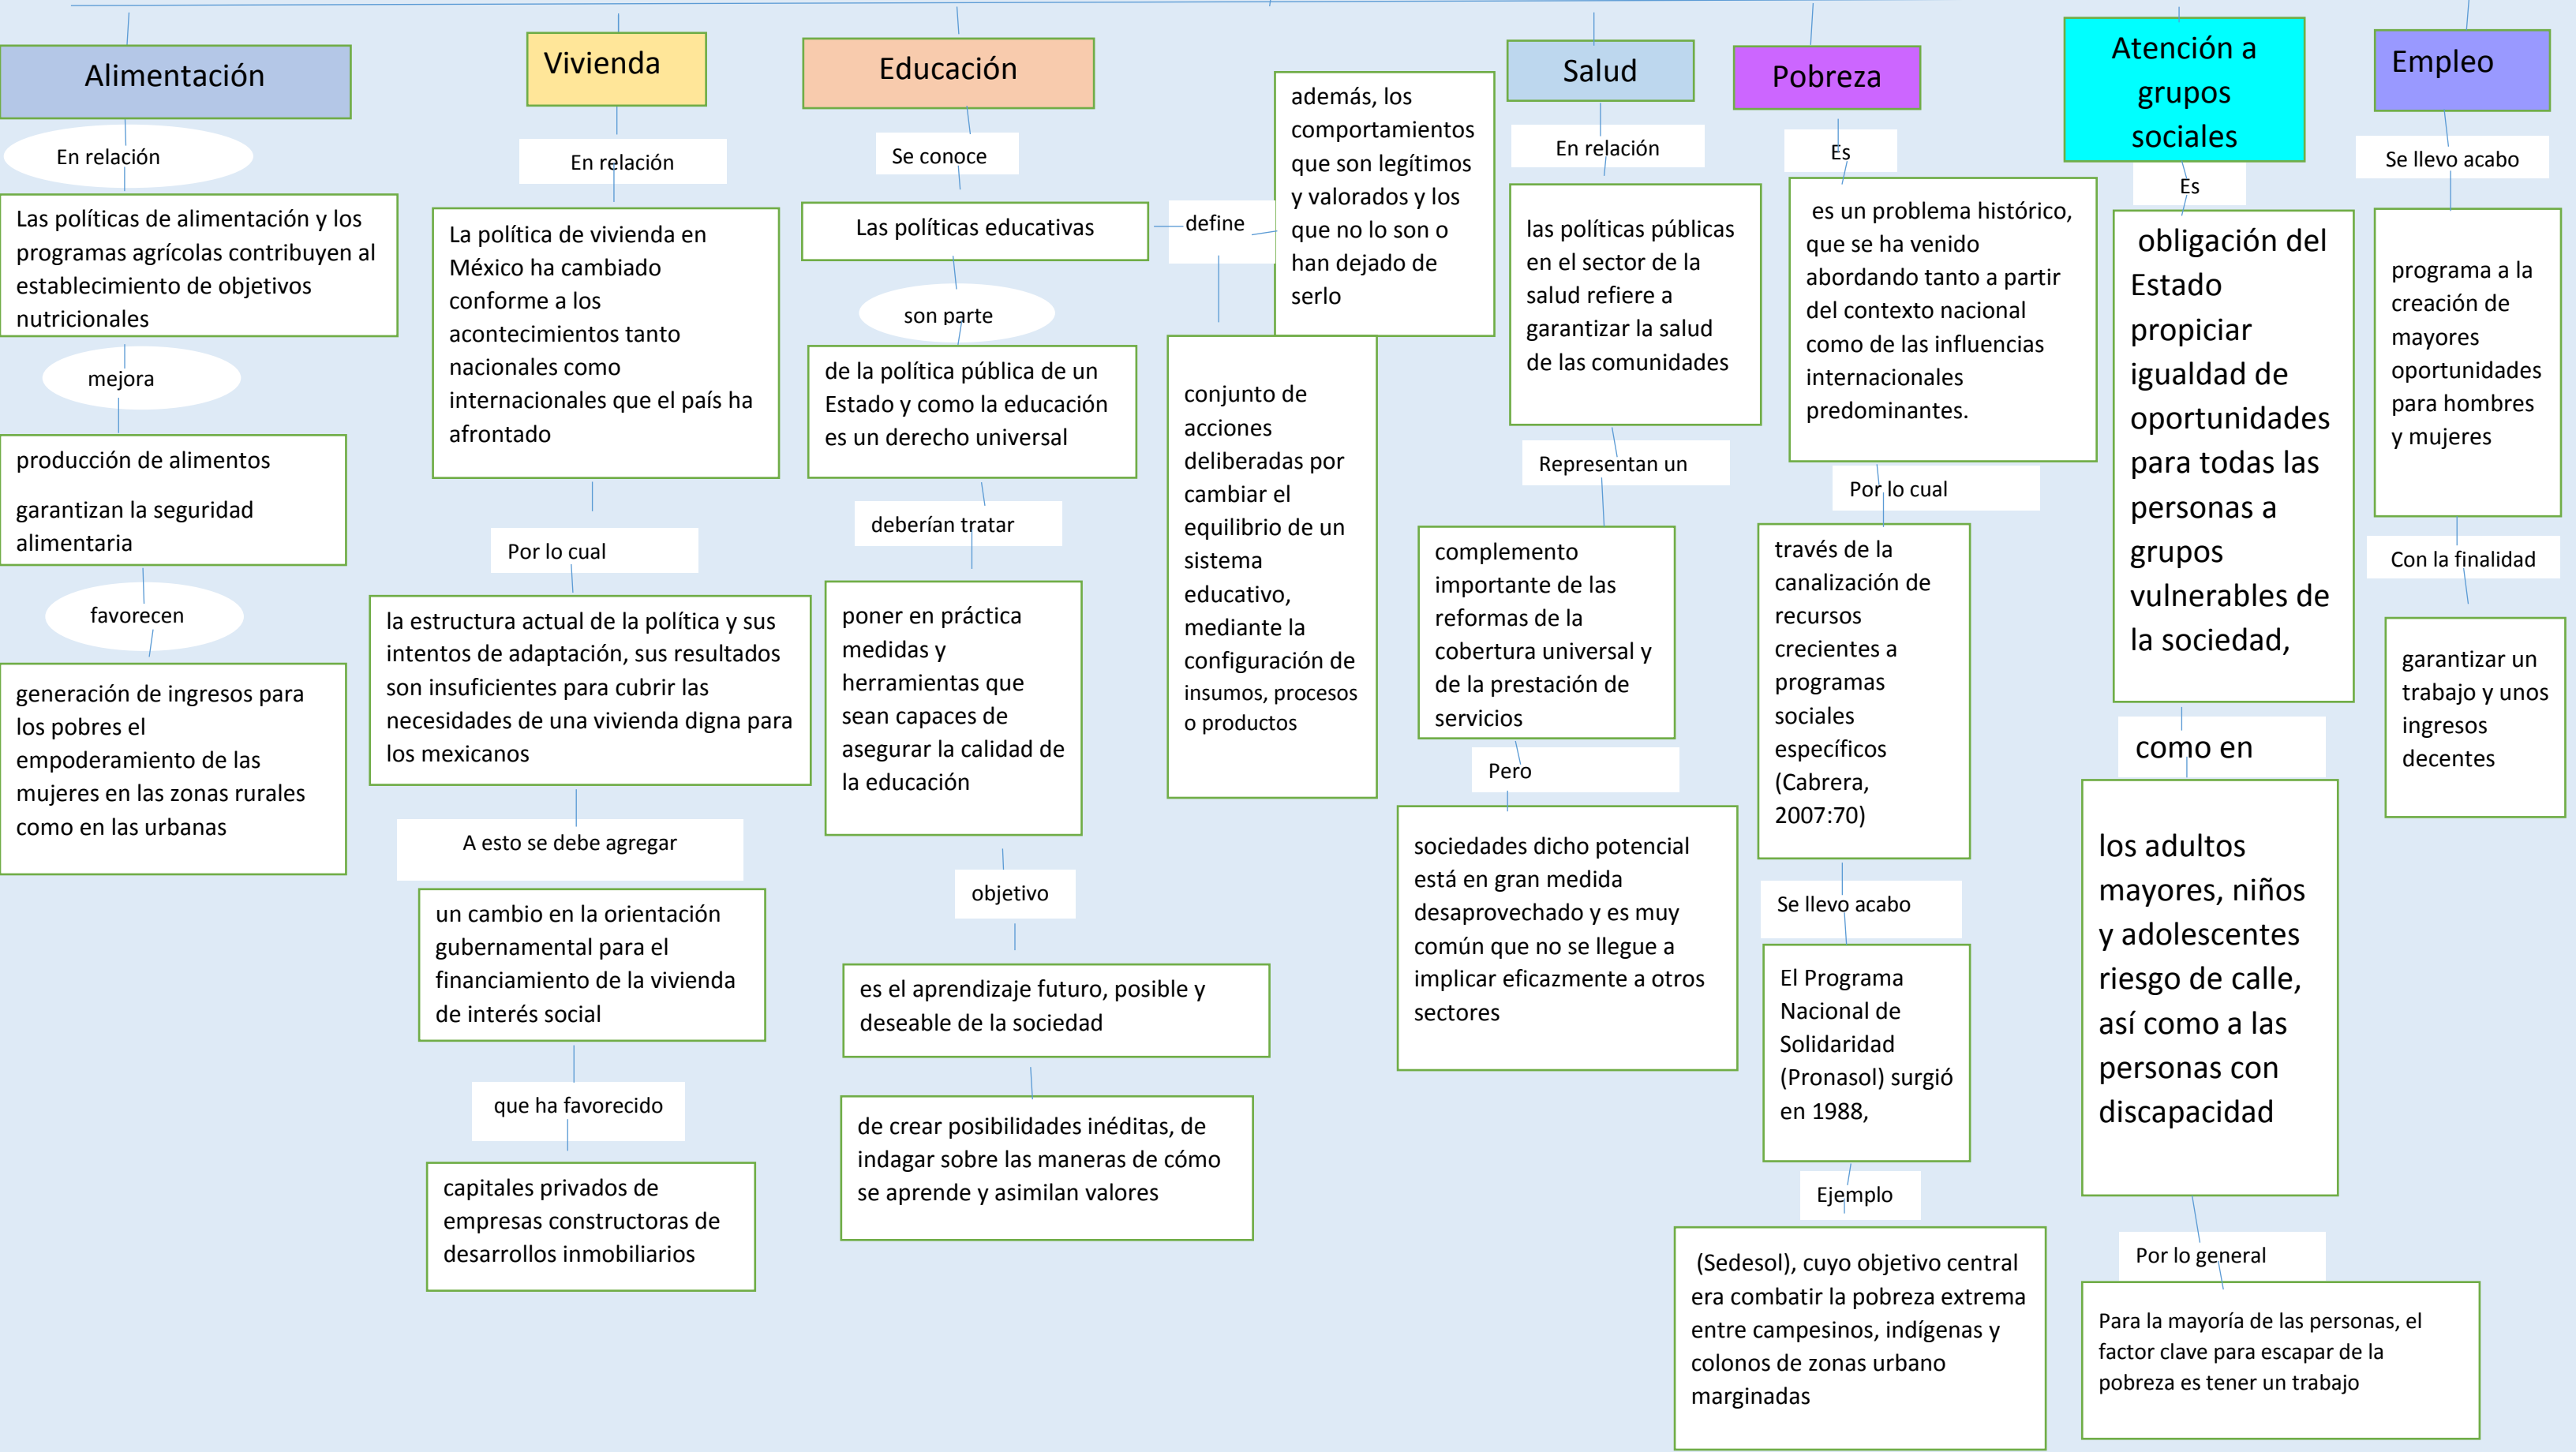 Alimentación
En relación
Las políticas de alimentación y los
programas agrícolas contribuyen al
establecimiento de objetivos
nutricionales
mejora
producción de alimentos
garantizan la seguridad
alimentaria
favorecen
generación de ingresos para
los pobres el
empoderamiento de las
mujeres en las zonas rurales
como en las urbanas
Vivienda
En relación
La política de vivienda en
México ha cambiado
conforme a los
acontecimientos tanto
nacionales como
internacionales que el país ha
afrontado
Por lo cual
la estructura actual de la política y sus
intentos de adaptación, sus resultados
son insuficientes para cubrir las
necesidades de una vivienda digna para
los mexicanos
A esto se debe agregar
un cambio en la orientación
gubernamental para el
financiamiento de la vivienda
de interés social
que ha favorecido
capitales privados de
empresas constructoras de
desarrollos inmobiliarios
Educación
Se conoce
Las políticas educativas
son parte
de la política pública de un
Estado y como la educación
es un derecho universal
deberían tratar
poner en práctica
medidas y
herramientas que
sean capaces de
asegurar la calidad de
la educación
objetivo
es el aprendizaje futuro, posible y
deseable de la sociedad
de crear posibilidades inéditas, de
indagar sobre las maneras de cómo
se aprende y asimilan valores
define
además, los
comportamientos
que son legítimos
y valorados y los
que no lo son o
han dejado de
serlo
conjunto de
acciones
deliberadas por
cambiar el
equilibrio de un
sistema
educativo,
mediante la
configuración de
insumos, procesos
o productos
Salud
En relación
las políticas públicas
en el sector de la
salud refiere a
garantizar la salud
de las comunidades
Representan un
complemento
importante de las
reformas de la
cobertura universal y
de la prestación de
servicios
Pero
sociedades dicho potencial
está en gran medida
desaprovechado y es muy
común que no se llegue a
implicar eficazmente a otros
sectores
Pobreza
Es
es un problema histórico,
que se ha venido
abordando tanto a partir
del contexto nacional
como de las influencias
internacionales
predominantes.
Por lo cual
través de la
canalización de
recursos
crecientes a
programas
sociales
específicos
(Cabrera,
2007:70)
Se llevo acabo
El Programa
Nacional de
Solidaridad
(Pronasol) surgió
en 1988,
Ejemplo
(Sedesol), cuyo objetivo central
era combatir la pobreza extrema
entre campesinos, indígenas y
colonos de zonas urbano
marginadas
Atención a
grupos
sociales
Es
obligación del
Estado
propiciar
igualdad de
oportunidades
para todas las
personas a
grupos
vulnerables de
la sociedad,
como en
los adultos
mayores, niños
y adolescentes
riesgo de calle,
así como a las
personas con
discapacidad
Por lo general
Para la mayoría de las personas, el
factor clave para escapar de la
pobreza es tener un trabajo
Empleo
Se llevo acabo
programa a la
creación de
mayores
oportunidades
para hombres
y mujeres
Con la finalidad
garantizar un
trabajo y unos
ingresos
decentes